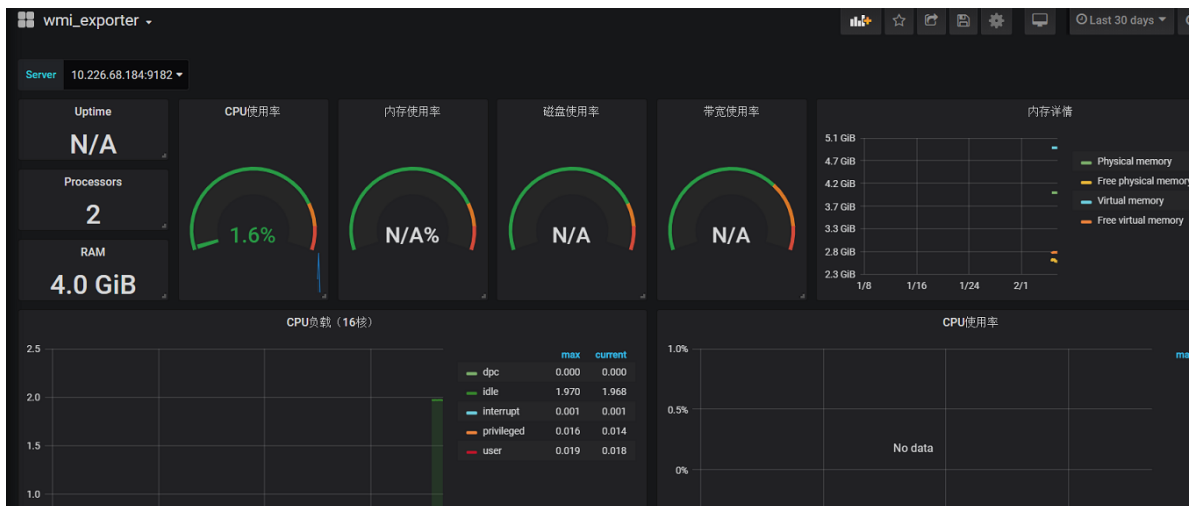 wmi_exporter
Last 30 days
Server 10.226.68.184:9182
Uptime
N/A
Processors
2
RAM
4.0 GiB
CPU使用率
1.6%
内存使用率
N/A%
磁盘使用率
N/A
带宽使用率
N/A
内存详情
5.1 GiB
4.7 GiB
4.2 GiB
3.7 GiB
3.3 GiB
2.8 GiB
2.3 GiB
1/8 1/16 1/24 2/1
Physical memory
Free physical memory
Virtual memory
Free virtual memory
CPU负载（16核）
2.5
2.0
1.5
1.0
max current
dpc 0.000 0.000
idle 1.970 1.968
interrupt 0.001 0.001
privileged 0.016 0.014
user 0.019 0.018
CPU使用率
1.0%
0.5%
0%
No data
ma